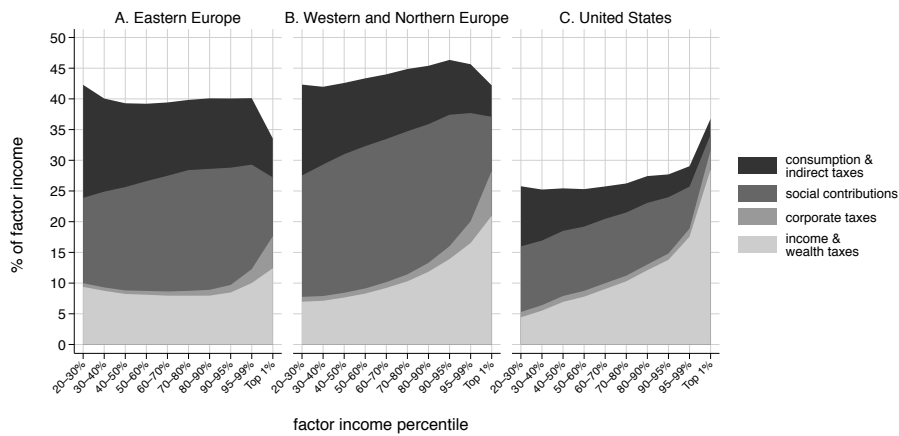 A. Eastern Europe
B. Western and Northern Europe
C. United States
% of factor income
50
45
40
35
30
25
20
15
10
5
0
20–30%
30–40%
40–50%
50–60%
60–70%
70–80%
80–90%
90–95%
95–99%
Top 1%
20–30%
30–40%
40–50%
50–60%
60–70%
70–80%
80–90%
90–95%
95–99%
Top 1%
20–30%
30–40%
40–50%
50–60%
60–70%
70–80%
80–90%
90–95%
95–99%
Top 1%
factor income percentile
consumption &
indirect taxes
social contributions
corporate taxes
income &
wealth taxes